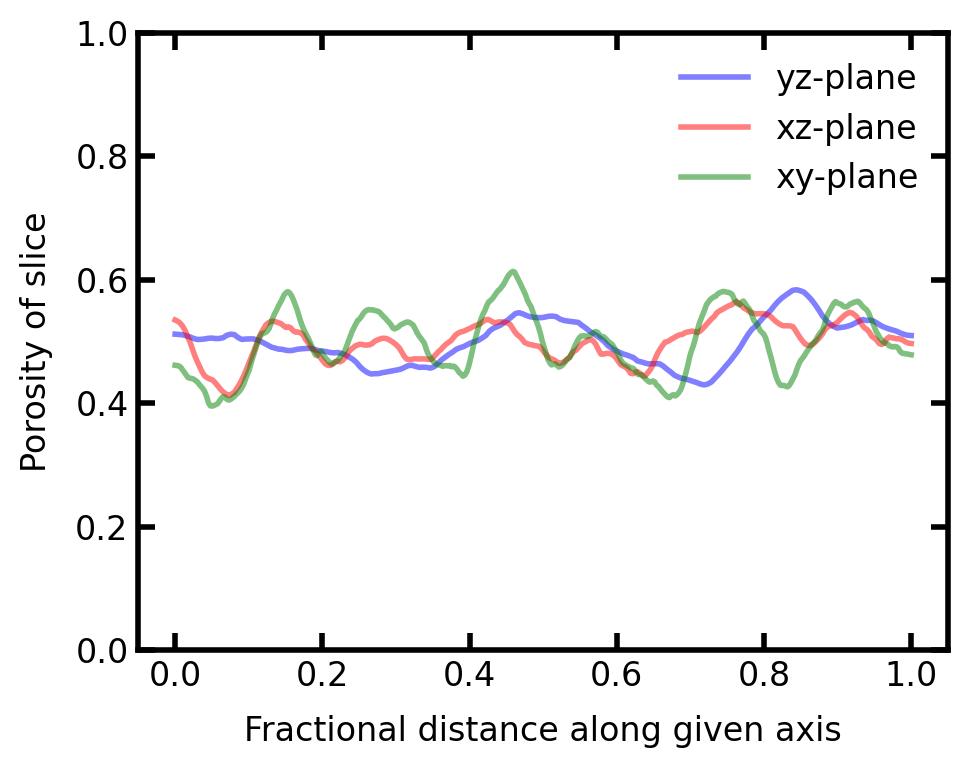 1.0
0.8
0.6
0.4
0.2
0.0
Porosity of slice
yz-plane
xz-plane
xy-plane
0.0 0.2 0.4 0.6 0.8 1.0
Fractional distance along given axis